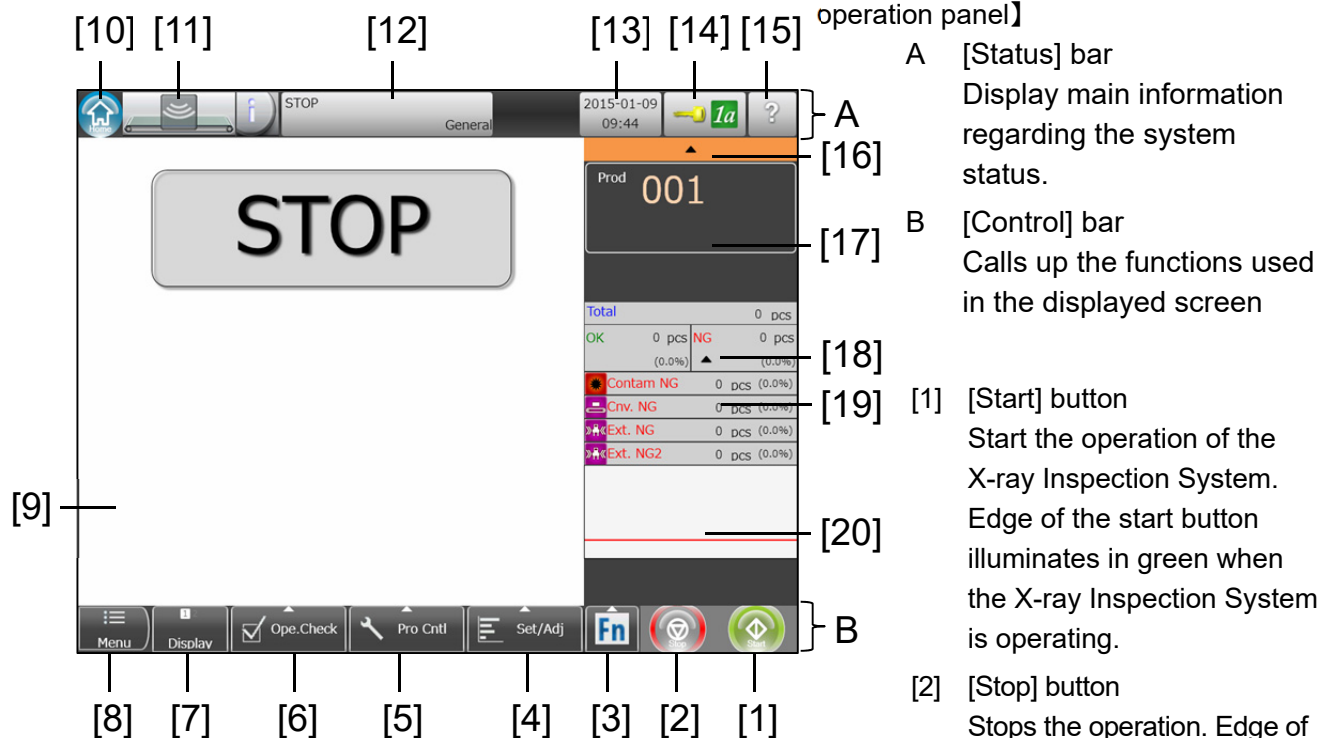 [10] [11] [12] [13] [14] [15]
Home
i
STOP
General
2015-01-09
09:44
1a
?
A
[16]
STOP
Prod 001
[17]
Total 0 pcs
OK 0 pcs NG 0 pcs
(0.0%) (0.0%)
[18]
Contam NG 0 pcs (0.0%)
Cnv. NG 0 pcs (0.0%)
[19]
Ext. NG 0 pcs (0.0%)
Ext. NG2 0 pcs (0.0%)
[9]
[20]
Menu
1
Display
Ope.Check
Pro Cntl
Set/Adj
Fn
Stop
Start
B
[8] [7] [6] [5] [4] [3] [2] [1]
operation panel】
A [Status] bar
Display main information
regarding the system
status.
B [Control] bar
Calls up the functions used
in the displayed screen
[1] [Start] button
Start the operation of the
X-ray Inspection System.
Edge of the start button
illuminates in green when
the X-ray Inspection System
is operating.
[2] [Stop] button
Stops the operation. Edge of